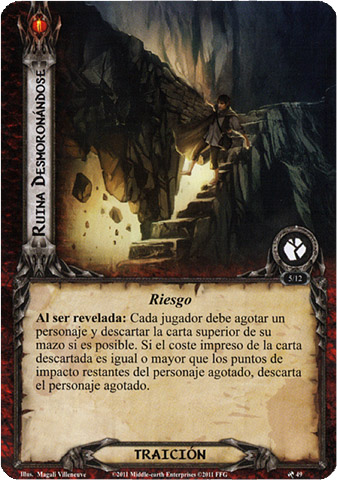 Ruina Desmoronándose
5/12
Riesgo
Al ser revelada: Cada jugador debe agotar un
personaje y descartar la carta superior de su
mazo si es posible. Si el coste impreso de la carta
descartada es igual o mayor que los puntos de
impacto restantes del personaje agotado, descarta
el personaje agotado.
TRAICIÓN
Illus. Magali Villeneuve
©2011 Middle-earth Enterprises ©2011 FFG
49